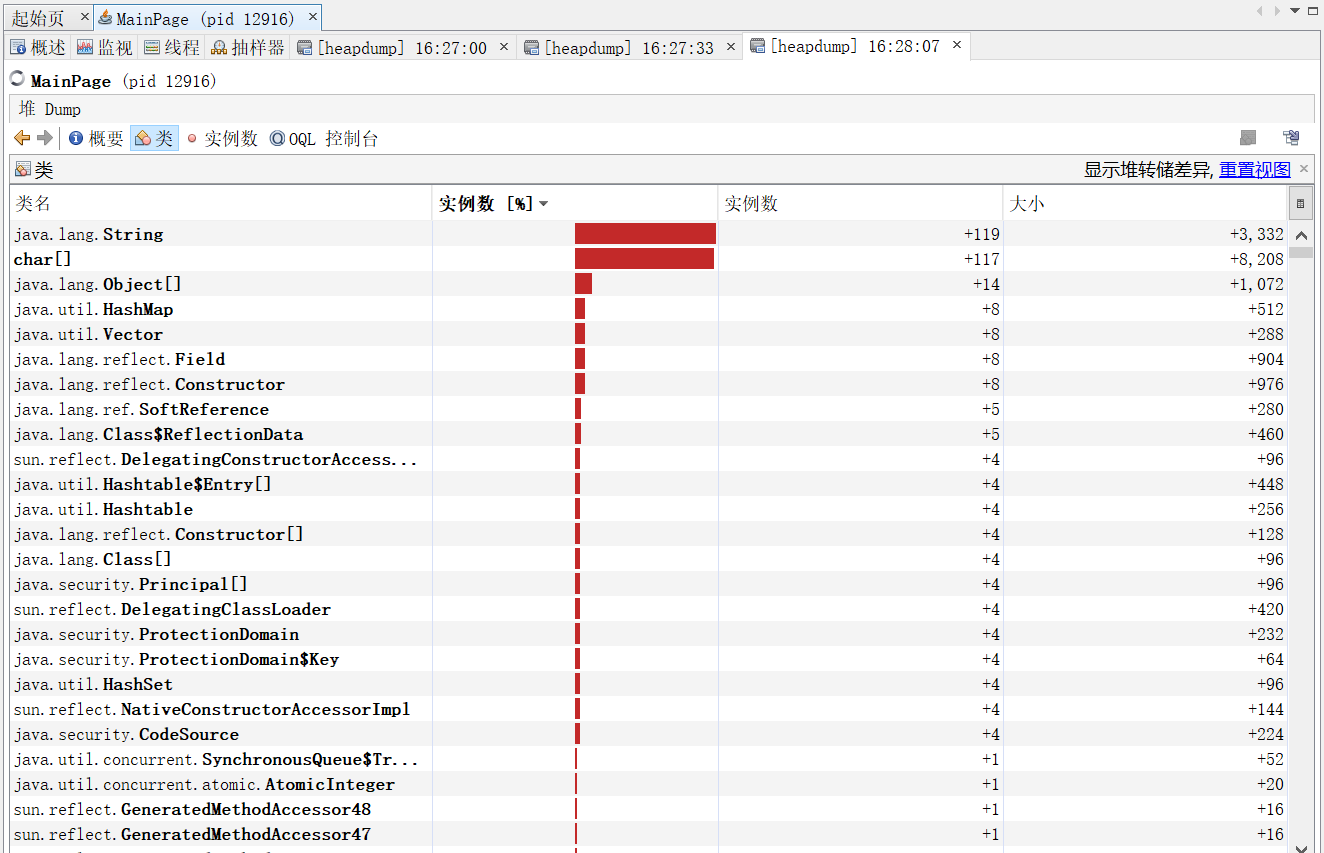 起始页 × MainPage (pid 12916) ×
概述 监视 线程 抽样器 [heapdump] 16:27:00 × [heapdump] 16:27:33 × [heapdump] 16:28:07 ×
MainPage (pid 12916)
堆 Dump
概要 类 实例数 OQL 控制台
类 显示堆转储差异, 重置视图 ×
类名 实例数 [%] 实例数 大小
java.lang.String +119 +3,332
char[] +117 +8,208
java.lang.Object[] +14 +1,072
java.util.HashMap +8 +512
java.util.Vector +8 +288
java.lang.reflect.Field +8 +904
java.lang.reflect.Constructor +8 +976
java.lang.ref.SoftReference +5 +280
java.lang.Class$ReflectionData +5 +460
sun.reflect.DelegatingConstructorAccess... +4 +96
java.util.Hashtable$Entry[] +4 +448
java.util.Hashtable +4 +256
java.lang.reflect.Constructor[] +4 +128
java.lang.Class[] +4 +96
java.security.Principal[] +4 +96
sun.reflect.DelegatingClassLoader +4 +420
java.security.ProtectionDomain +4 +232
java.security.ProtectionDomain$Key +4 +64
java.util.HashSet +4 +96
sun.reflect.NativeConstructorAccessorImpl +4 +144
java.security.CodeSource +4 +224
java.util.concurrent.SynchronousQueue$Tr... +1 +52
java.util.concurrent.atomic.AtomicInteger +1 +20
sun.reflect.GeneratedMethodAccessor48 +1 +16
sun.reflect.GeneratedMethodAccessor47 +1 +16